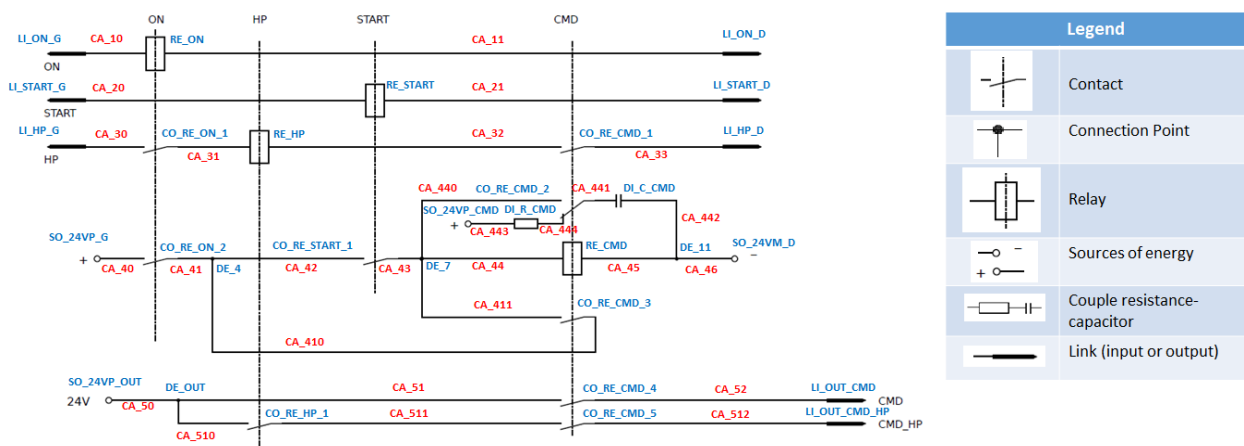 ON HP START CMD
LI_ON_G CA_10 RE_ON CA_11 LI_ON_D
ON
LI_START_G CA_20 RE_START CA_21 LI_START_D
START
LI_HP_G CA_30 CO_RE_ON_1 RE_HP CA_32 CO_RE_CMD_1 LI_HP_D
HP CA_31 CA_33
CA_440 CO_RE_CMD_2 CA_441 DI_C_CMD
SO_24VP_CMD DI_R_CMD CA_442
+ CA_443 CA_444
SO_24VP_G CO_RE_ON_2 CO_RE_START_1 RE_CMD DE_11 SO_24VM_D
+ CA_40 CA_41 DE_4 CA_42 CA_43 DE_7 CA_44 CA_45 CA_46 −
CA_411 CO_RE_CMD_3
CA_410
SO_24VP_OUT DE_OUT CA_51 CO_RE_CMD_4 CA_52 LI_OUT_CMD
24V CA_50 CMD
CO_RE_HP_1 CA_511 CO_RE_CMD_5 CA_512 LI_OUT_CMD_HP
CA_510 CMD_HP
Legend
Contact
Connection Point
Relay
− Sources of energy
+
Couple resistance-
capacitor
Link (input or output)